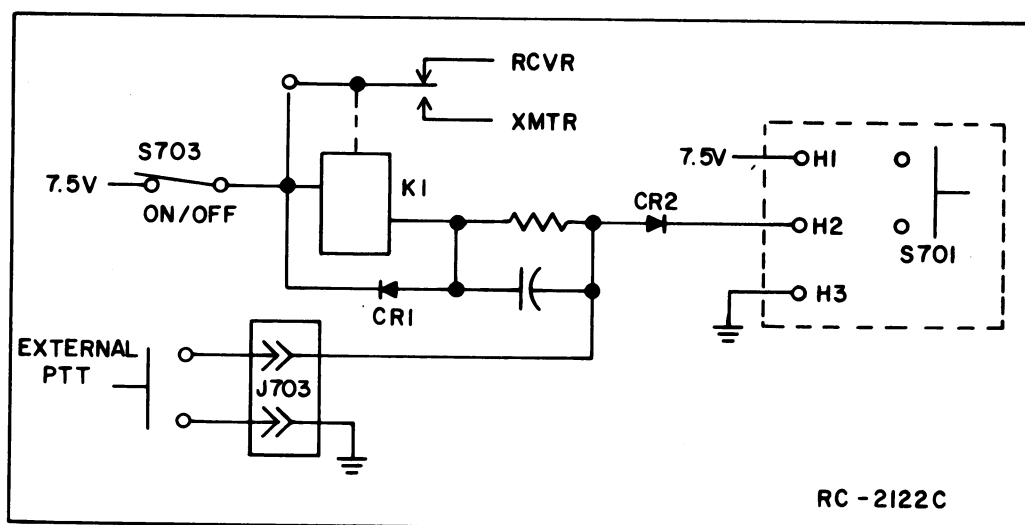 RCVR
XMTR
S703
7.5V
ON/OFF
K1
7.5V
H1
CR2
H2
S701
CR1
H3
EXTERNAL
PTT
J703
RC-2122C